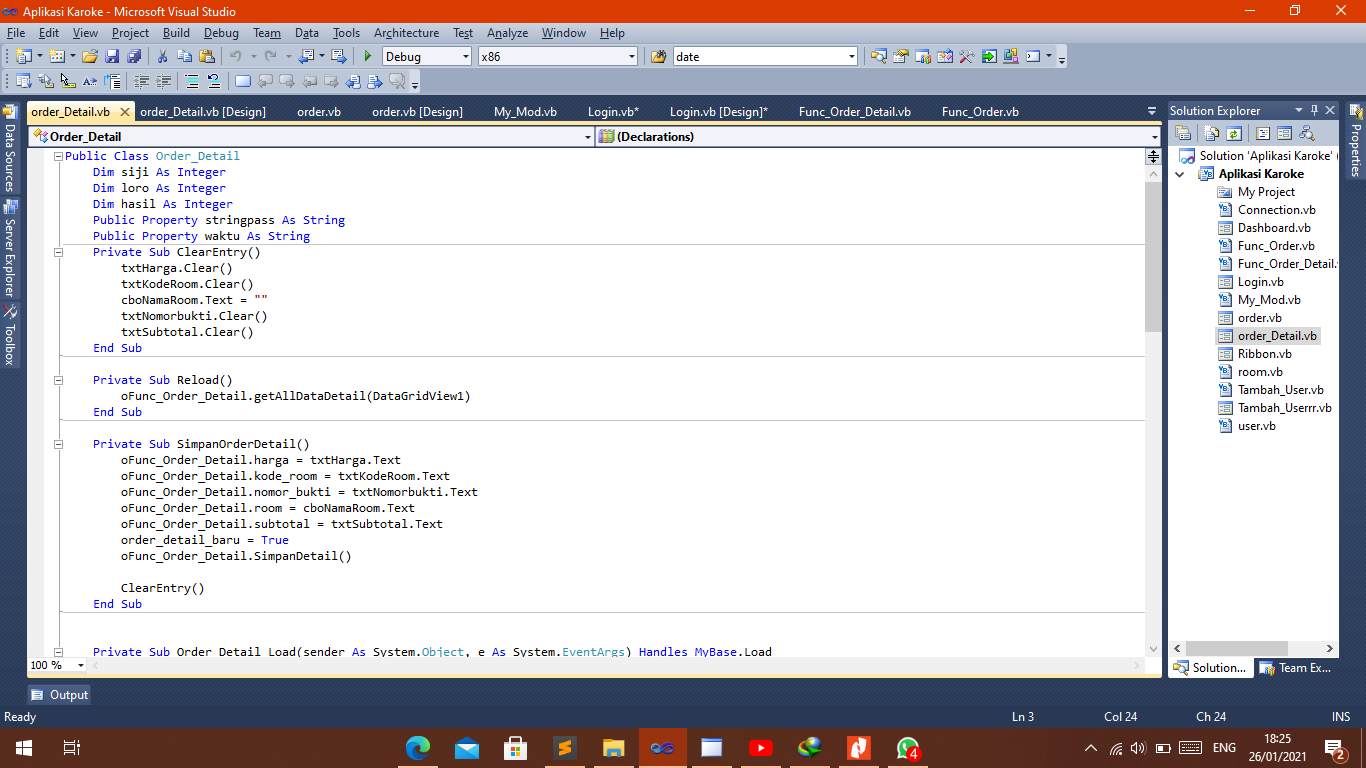 Aplikasi Karoke - Microsoft Visual Studio
File Edit View Project Build Debug Team Data Tools Architecture Test Analyze Window Help
Debug x86 date
order_Detail.vb order_Detail.vb [Design] order.vb order.vb [Design] My_Mod.vb Login.vb* Login.vb [Design]* Func_Order_Detail.vb Func_Order.vb
Order_Detail (Declarations)
Public Class Order_Detail
Dim siji As Integer
Dim loro As Integer
Dim hasil As Integer
Public Property stringpass As String
Public Property waktu As String
Private Sub ClearEntry()
txtHarga.Clear()
txtKodeRoom.Clear()
cboNamaRoom.Text = ""
txtNomorbukti.Clear()
txtSubtotal.Clear()
End Sub
Private Sub Reload()
oFunc_Order_Detail.getAllDataDetail(DataGridView1)
End Sub
Private Sub SimpanOrderDetail()
oFunc_Order_Detail.harga = txtHarga.Text
oFunc_Order_Detail.kode_room = txtKodeRoom.Text
oFunc_Order_Detail.nomor_bukti = txtNomorbukti.Text
oFunc_Order_Detail.room = cboNamaRoom.Text
oFunc_Order_Detail.subtotal = txtSubtotal.Text
order_detail_baru = True
oFunc_Order_Detail.SimpanDetail()
ClearEntry()
End Sub
Private Sub Order_Detail_Load(sender As System.Object, e As System.EventArgs) Handles MyBase.Load
100 %
Data Sources
Server Explorer
Toolbox
Solution Explorer
Solution 'Aplikasi Karoke' (
Aplikasi Karoke
My Project
Connection.vb
Dashboard.vb
Func_Order.vb
Func_Order_Detail.
Login.vb
My_Mod.vb
order.vb
order_Detail.vb
Ribbon.vb
room.vb
Tambah_User.vb
Tambah_Userrr.vb
user.vb
Solution... Team Ex...
Properties
Output
Ready Ln 3 Col 24 Ch 24 INS
4 ENG 18:25
26/01/2021 2